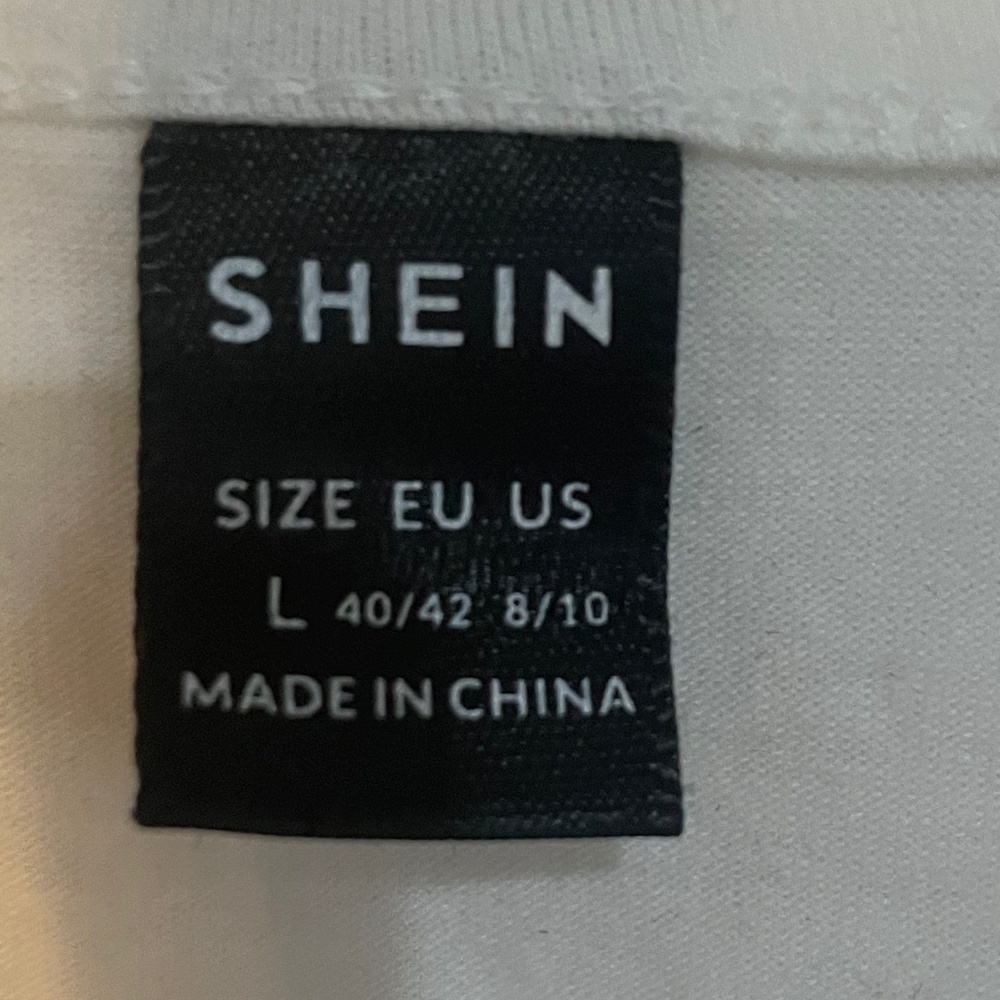 SHEIN
SIZE EU US
L 40/42 8/10
MADE IN CHINA